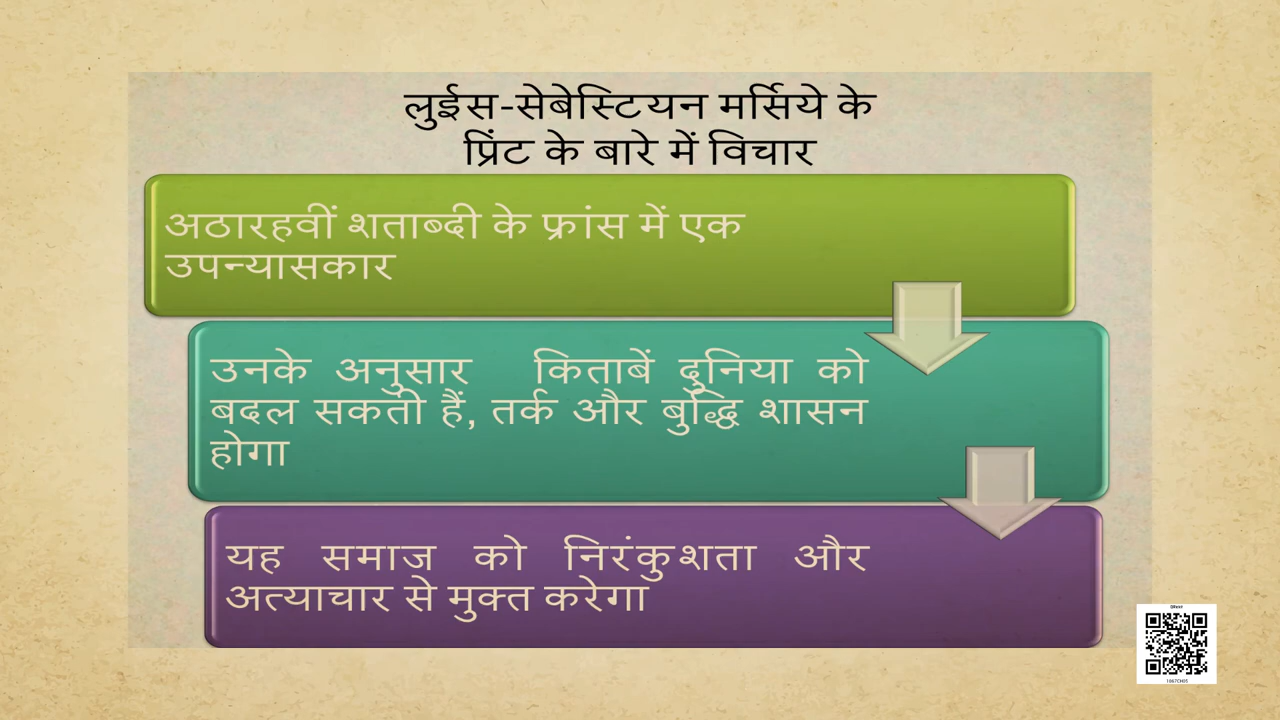 लुईस-सेबेस्टियन मर्सिये के
प्रिंट के बारे में विचार
अठारहवीं शताब्दी के फ्रांस में एक
उपन्यासकार
उनके अनुसार किताबें दुनिया को
बदल सकती हैं, तर्क और बुद्धि शासन
होगा
यह समाज को निरंकुशता और
अत्याचार से मुक्त करेगा
1067CH05